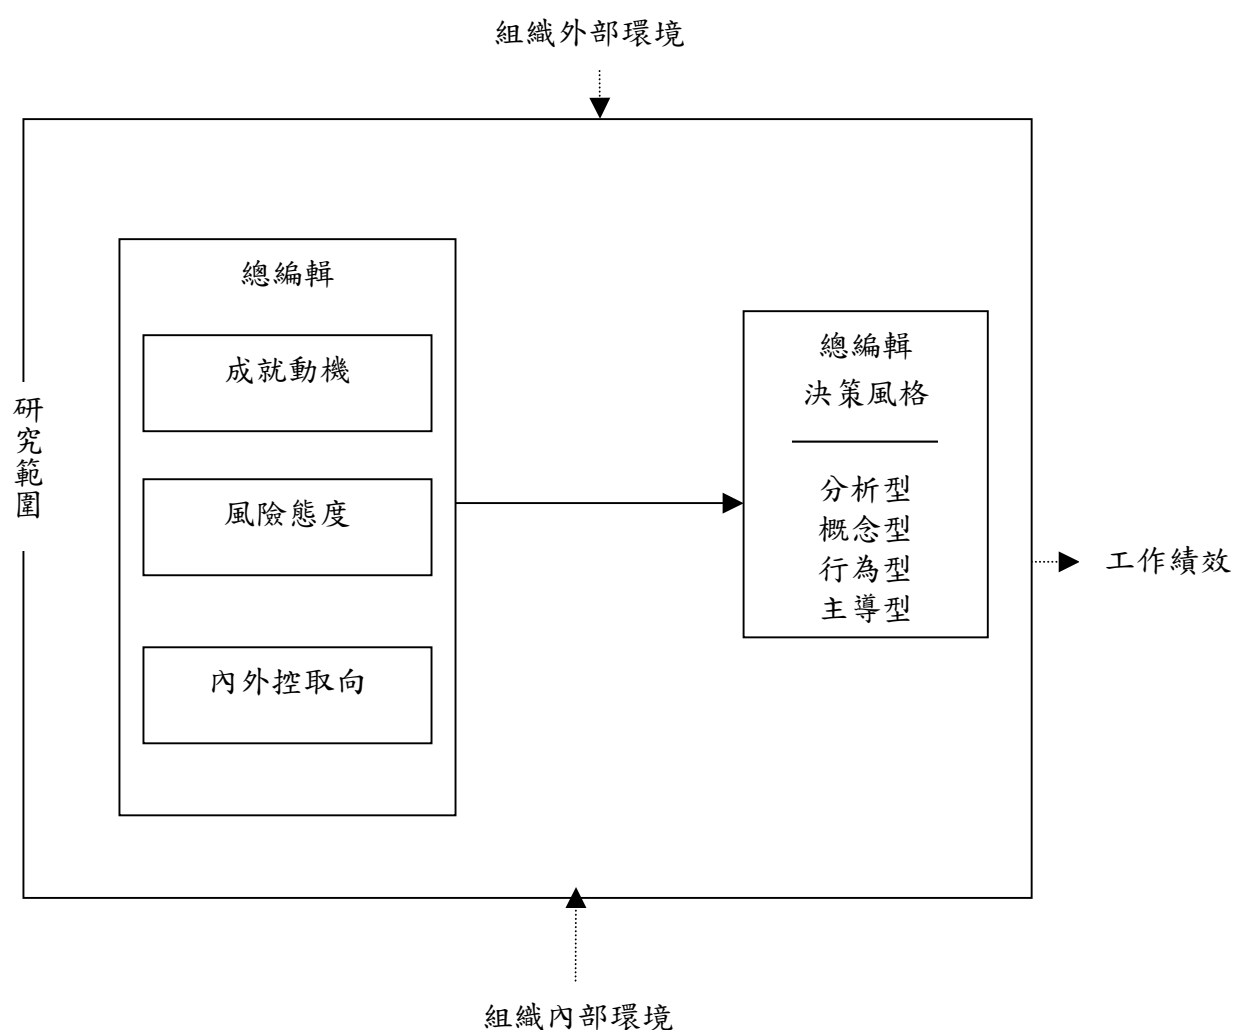 組織外部環境
研究範圍
總編輯
成就動機
風險態度
內外控取向
總編輯
決策風格
分析型
概念型
行為型
主導型
工作績效
組織內部環境